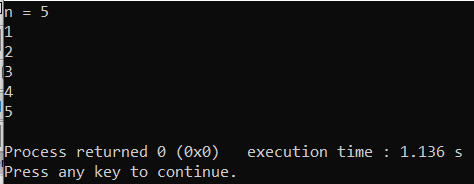 n = 5
1
2
3
4
5
Process returned 0 (0x0)   execution time : 1.136 s
Press any key to continue.